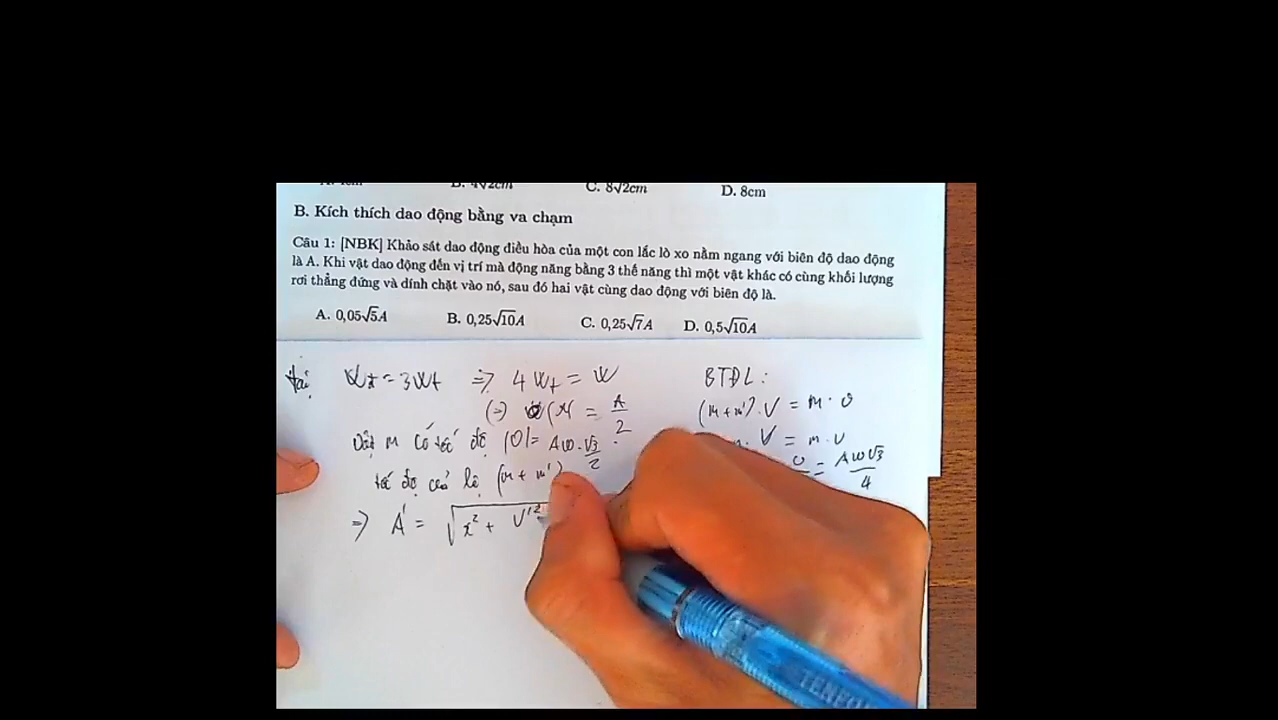 B. 4√2cm
C. 8√2cm
D. 8cm
B. Kích thích dao động bằng va chạm
Câu 1: [NBK] Khảo sát dao động điều hòa của một con lắc lò xo nằm ngang với biên độ dao động
là A. Khi vật dao động đến vị trí mà động năng bằng 3 thế năng thì một vật khác có cùng khối lượng
rơi thẳng đứng và dính chặt vào nó, sau đó hai vật cùng dao động với biên độ là.
A. 0,05√5A
B. 0,25√10A
C. 0,25√7A
D. 0,5√10A
= 3Wt ⇒ 4Wt = W
= A/2
Vật m có tốc độ |v| = Aω.√3/2
tốc độ của hệ (m + m')
⇒ A' = √x² + V'²
BTĐL:
(m+m').V = m.v
V = m.v
v = Aω√3/4
TENFON